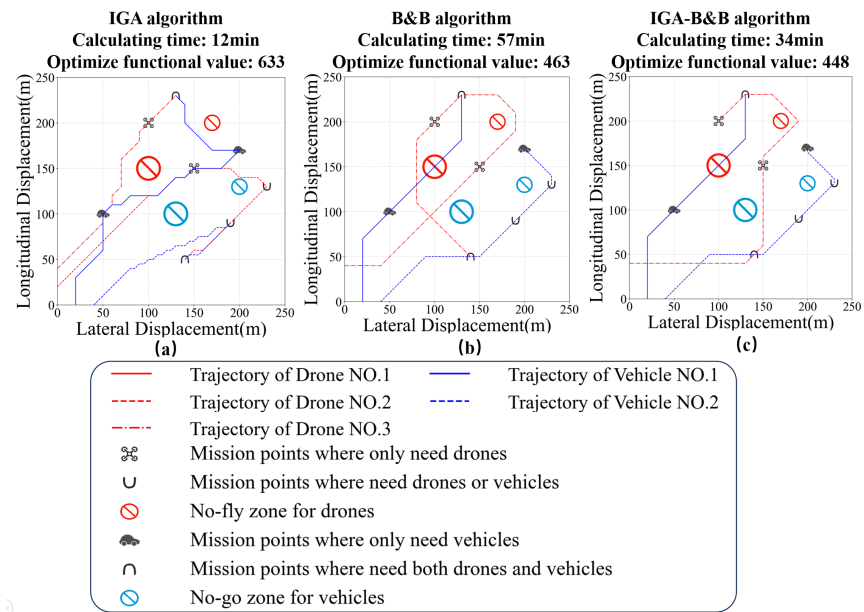 IGA algorithm
Calculating time: 12min
Optimize functional value: 633
B&B algorithm
Calculating time: 57min
Optimize functional value: 463
IGA-B&B algorithm
Calculating time: 34min
Optimize functional value: 448
Longitudinal Displacement(m)
250
200
150
100
50
0
0 50 100 150 200 250
Lateral Displacement(m)
(a)
Longitudinal Displacement(m)
250
200
150
100
50
0
0 50 100 150 200 250
Lateral Displacement(m)
(b)
Longitudinal Displacement(m)
250
200
150
100
50
0
0 50 100 150 200 250
Lateral Displacement(m)
(c)
Trajectory of Drone NO.1
Trajectory of Vehicle NO.1
Trajectory of Drone NO.2
Trajectory of Vehicle NO.2
Trajectory of Drone NO.3
Mission points where only need drones
Mission points where need drones or vehicles
No-fly zone for drones
Mission points where only need vehicles
Mission points where need both drones and vehicles
No-go zone for vehicles